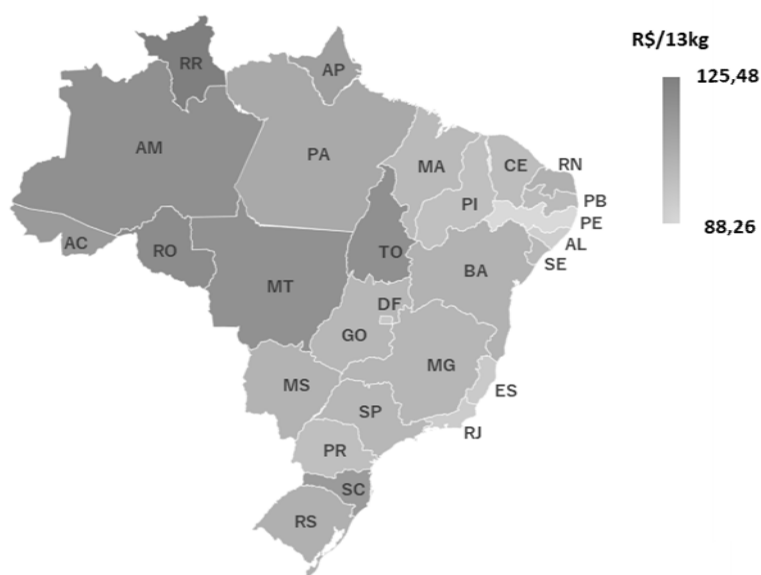 R$/13kg
125,48
88,26
RR
AP
AM
PA
MA
CE
RN
PI
PB
PE
AL
SE
AC
RO
TO
BA
MT
DF
GO
MG
MS
ES
SP
RJ
PR
SC
RS